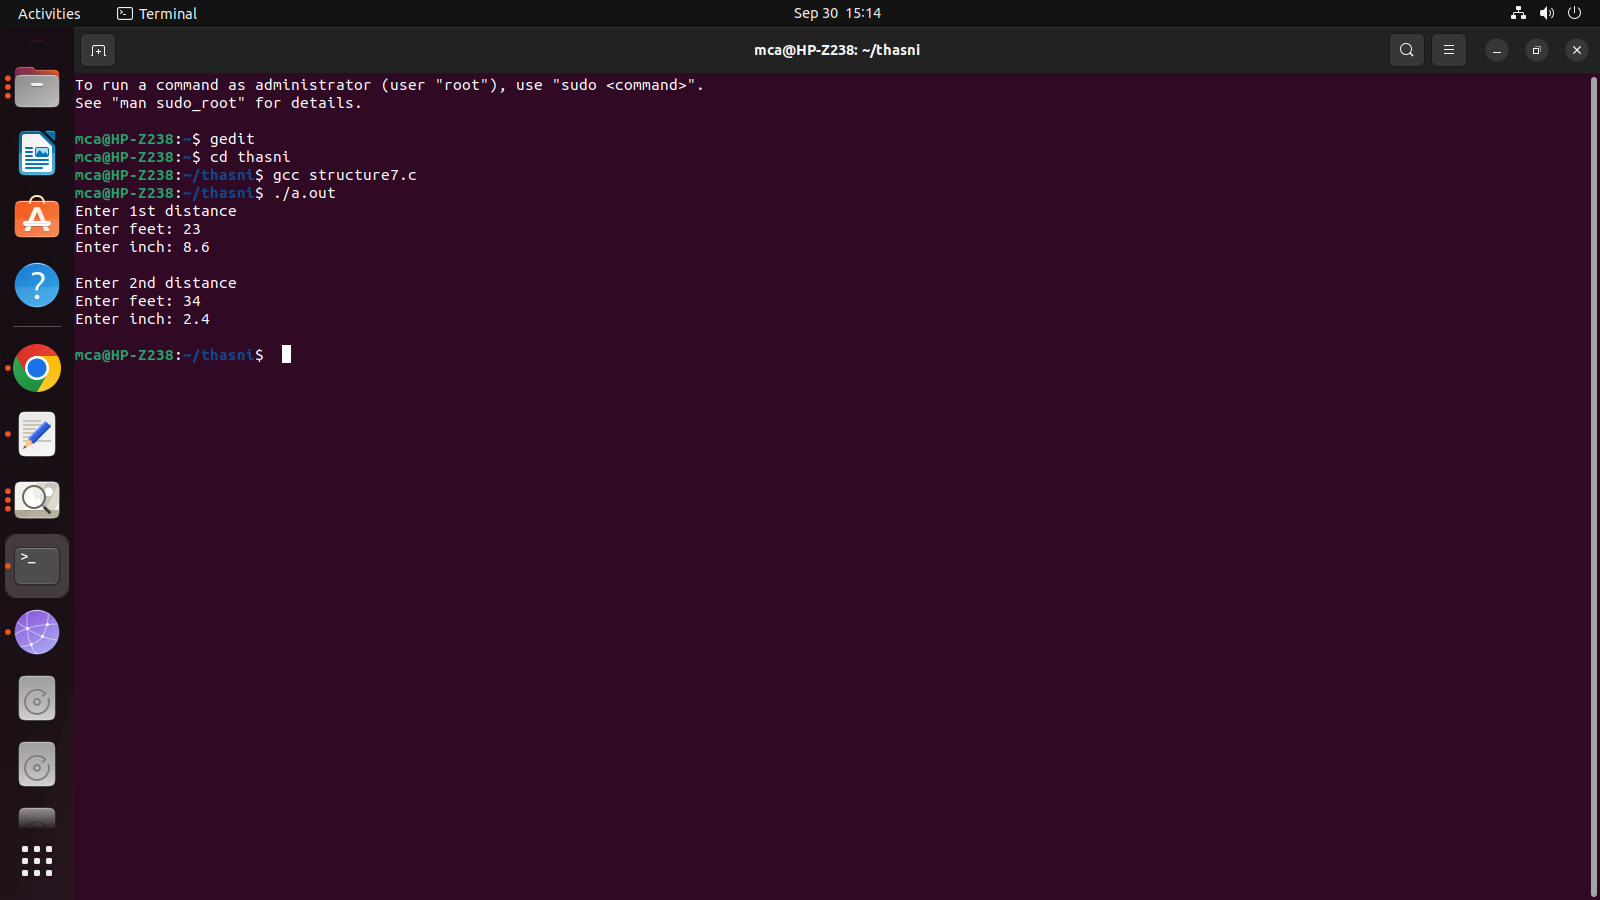 Activities
Terminal
Sep 30 15:14
mca@HP-Z238: ~/thasni
To run a command as administrator (user "root"), use "sudo <command>".
See "man sudo_root" for details.
mca@HP-Z238:~$ gedit
mca@HP-Z238:~$ cd thasni
mca@HP-Z238:~/thasni$ gcc structure7.c
mca@HP-Z238:~/thasni$ ./a.out
Enter 1st distance
Enter feet: 23
Enter inch: 8.6
Enter 2nd distance
Enter feet: 34
Enter inch: 2.4
mca@HP-Z238:~/thasni$